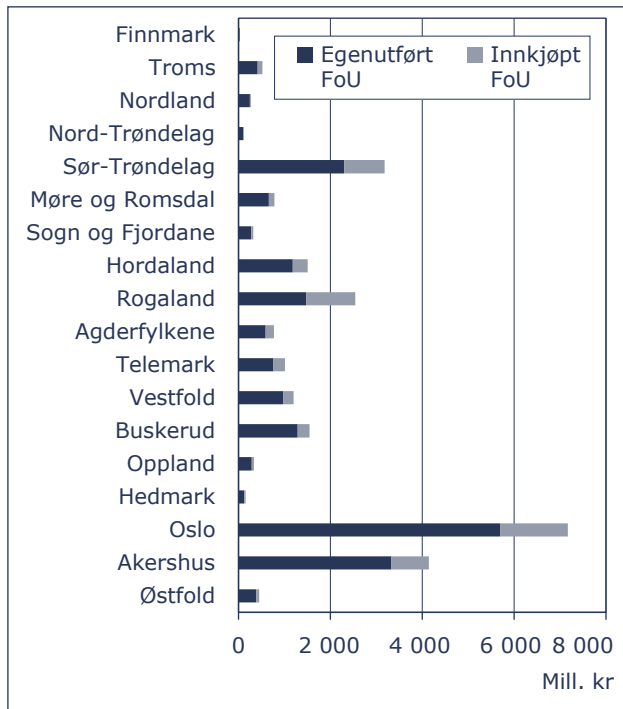 Finnmark
Egenutført FoU
Innkjøpt FoU
Troms
Nordland
Nord-Trøndelag
Sør-Trøndelag
Møre og Romsdal
Sogn og Fjordane
Hordaland
Rogaland
Agderfylkene
Telemark
Vestfold
Buskerud
Oppland
Hedmark
Oslo
Akershus
Østfold
0 2 000 4 000 6 000 8 000
Mill. kr